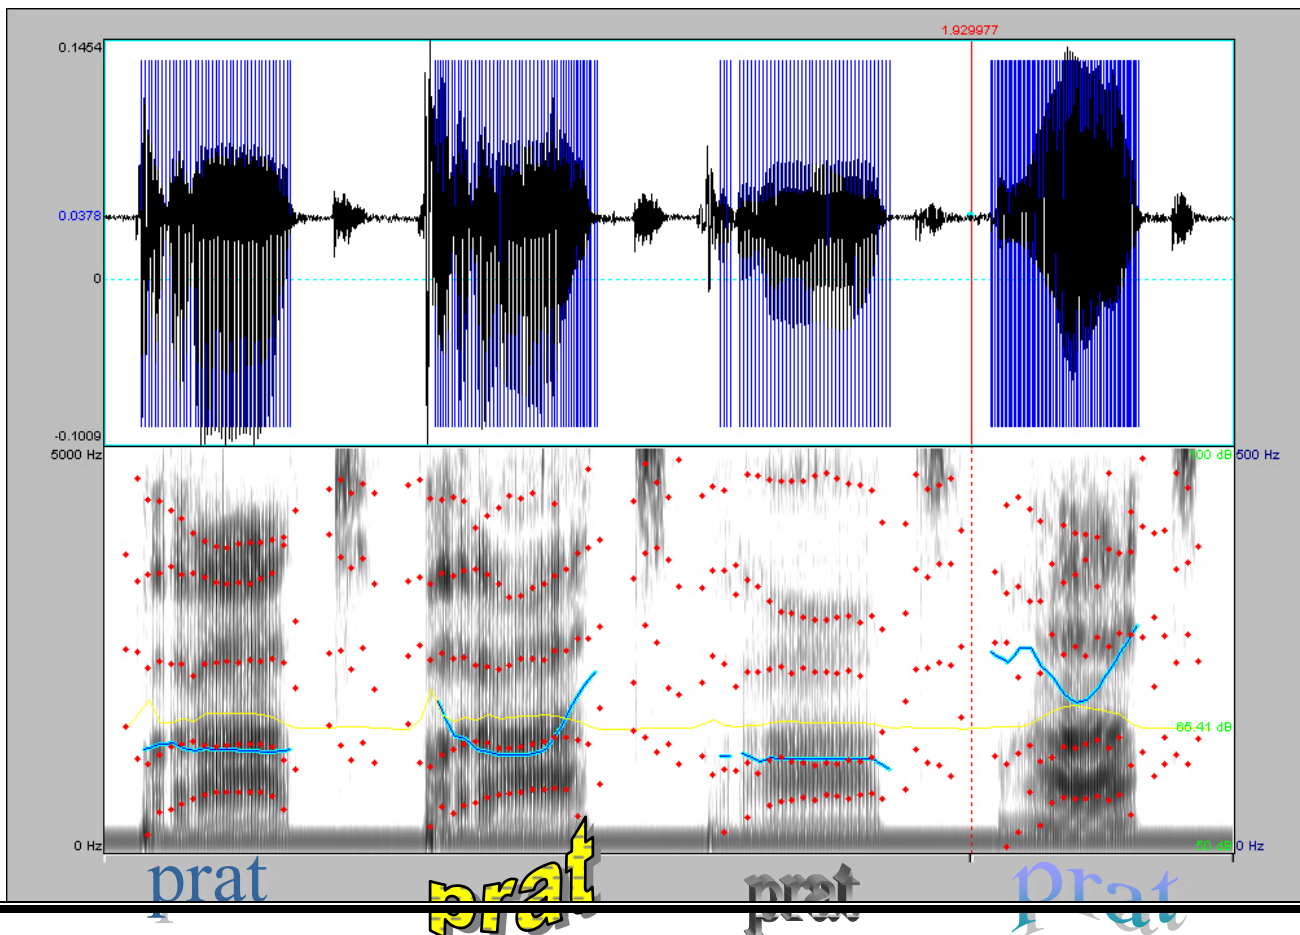 1.929977
0.1454
0.0378
0
-0.1009
5000 Hz
100 dB 500 Hz
65.41 dB
0 Hz
50 dB 0 Hz
prat prat prat prat